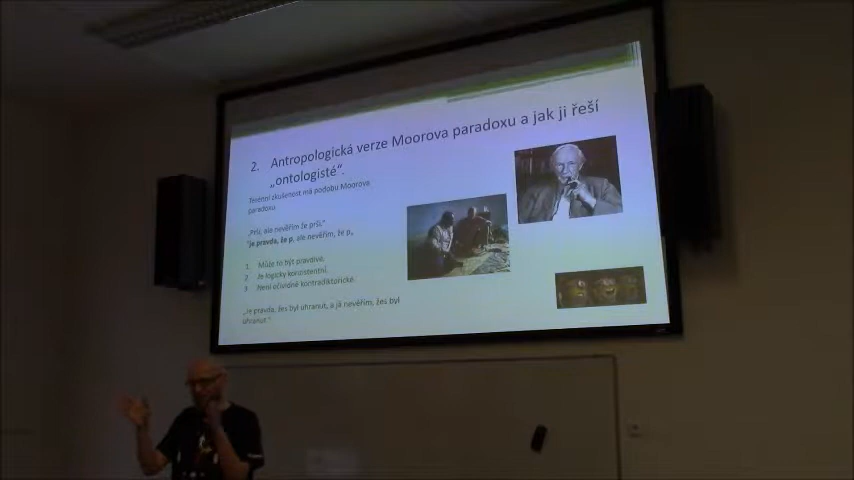 2. Antropologická verze Moorova paradoxu a jak ji řeší
„ontologisté“.
Terénní zkušenost má podobu Moorova
paradoxu.
„Prší, ale nevěřím že prší.“
"je pravda, že p, ale nevěřím, že p„
1. Může to být pravdivé.
2. Je logicky konzistentní.
3. Není očividně kontradiktorické.
„Je pravda, žes byl uhranut, a já nevěřím, žes byl
uhranut.“